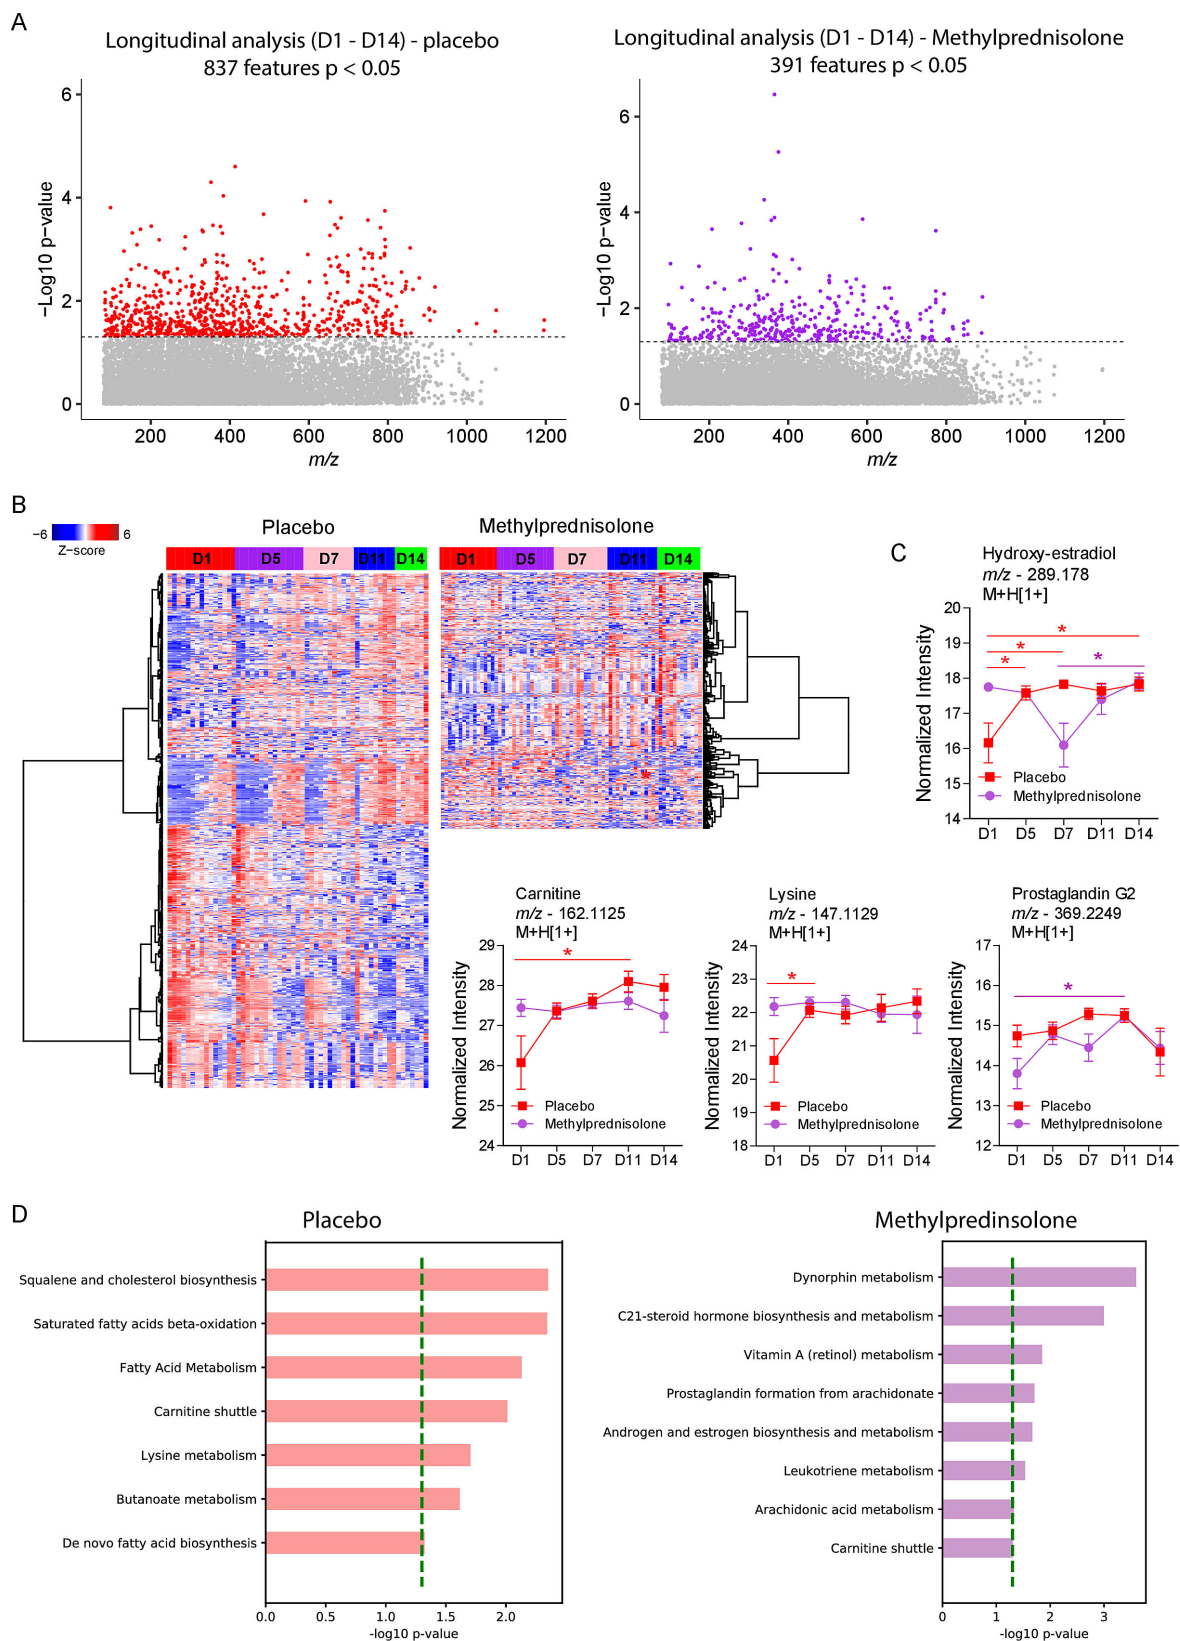 A
Longitudinal analysis (D1 - D14) - placebo
837 features p < 0.05
−Log10 p−value
6
4
2
0
200 400 600 800 1000 1200
m/z
Longitudinal analysis (D1 - D14) - Methylprednisolone
391 features p < 0.05
−Log10 p−value
6
4
2
0
200 400 600 800 1000 1200
m/z
B
−6 6
Z−score
Placebo
D1 D5 D7 D11 D14
Methylprednisolone
D1 D5 D7 D11 D14
*
C
Hydroxy-estradiol
m/z - 289.178
M+H[1+]
Normalized Intensity
20
19
18
17
16
15
14
*
*
*
*
Placebo
Methylprednisolone
D1 D5 D7 D11 D14
Carnitine
m/z - 162.1125
M+H[1+]
Normalized Intensity
29
28
27
26
25
24
*
Placebo
Methylprednisolone
D1 D5 D7 D11 D14
Lysine
m/z - 147.1129
M+H[1+]
Normalized Intensity
24
23
22
21
20
19
18
*
Placebo
Methylprednisolone
D1 D5 D7 D11 D14
Prostaglandin G2
m/z - 369.2249
M+H[1+]
Normalized Intensity
17
16
15
14
13
12
*
Placebo
Methylprednisolone
D1 D5 D7 D11 D14
D
Placebo
Squalene and cholesterol biosynthesis
Saturated fatty acids beta-oxidation
Fatty Acid Metabolism
Carnitine shuttle
Lysine metabolism
Butanoate metabolism
De novo fatty acid biosynthesis
0.0 0.5 1.0 1.5 2.0
-log10 p-value
Methylpredinsolone
Dynorphin metabolism
C21-steroid hormone biosynthesis and metabolism
Vitamin A (retinol) metabolism
Prostaglandin formation from arachidonate
Androgen and estrogen biosynthesis and metabolism
Leukotriene metabolism
Arachidonic acid metabolism
Carnitine shuttle
0 1 2 3
-log10 p-value